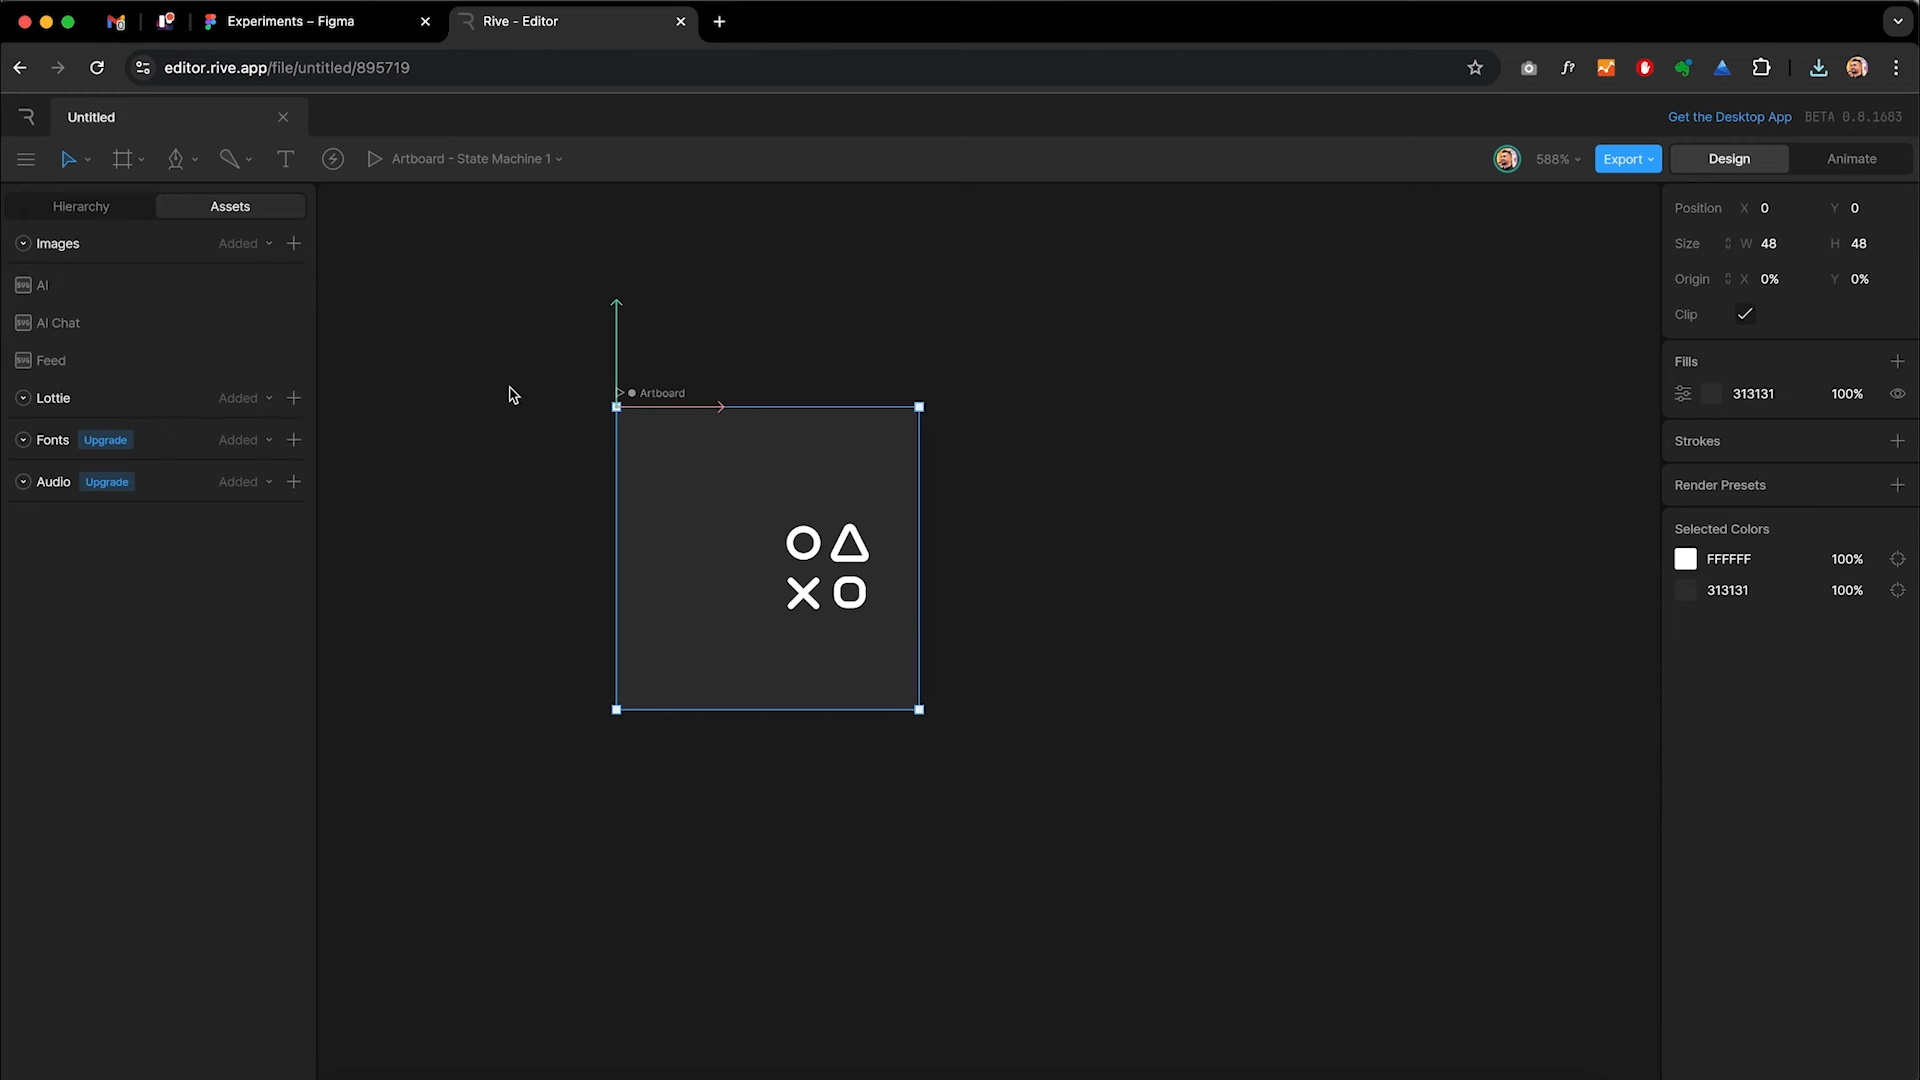 Experiments – Figma
Rive - Editor
editor.rive.app/file/untitled/895719
Untitled
Get the Desktop App
BETA 0.8.1683
Artboard - State Machine 1
588%
Export
Design
Animate
Hierarchy
Assets
Images
Added
AI
AI Chat
Feed
Lottie
Added
Fonts
Upgrade
Added
Audio
Upgrade
Added
Artboard
Position X 0 Y 0
Size W 48 H 48
Origin X 0% Y 0%
Clip
Fills
313131 100%
Strokes
Render Presets
Selected Colors
FFFFFF 100%
313131 100%